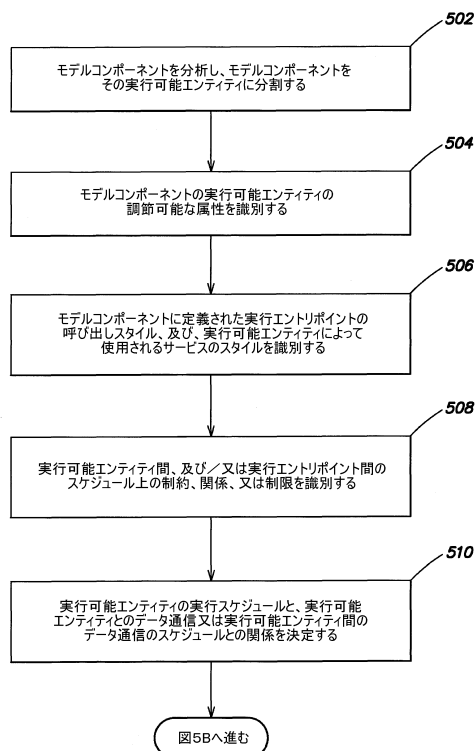 502
モデルコンポーネントを分析し、モデルコンポーネントを
その実行可能エンティティに分割する
504
モデルコンポーネントの実行可能エンティティの
調節可能な属性を識別する
506
モデルコンポーネントに定義された実行エントリポイントの
呼び出しスタイル、及び、実行可能エンティティによって
使用されるサービスのスタイルを識別する
508
実行可能エンティティ間、及び/又は実行エントリポイント間の
スケジュール上の制約、関係、又は制限を識別する
510
実行可能エンティティの実行スケジュールと、実行可能
エンティティとのデータ通信又は実行可能エンティティ間の
データ通信のスケジュールとの関係を決定する
図5Bへ進む